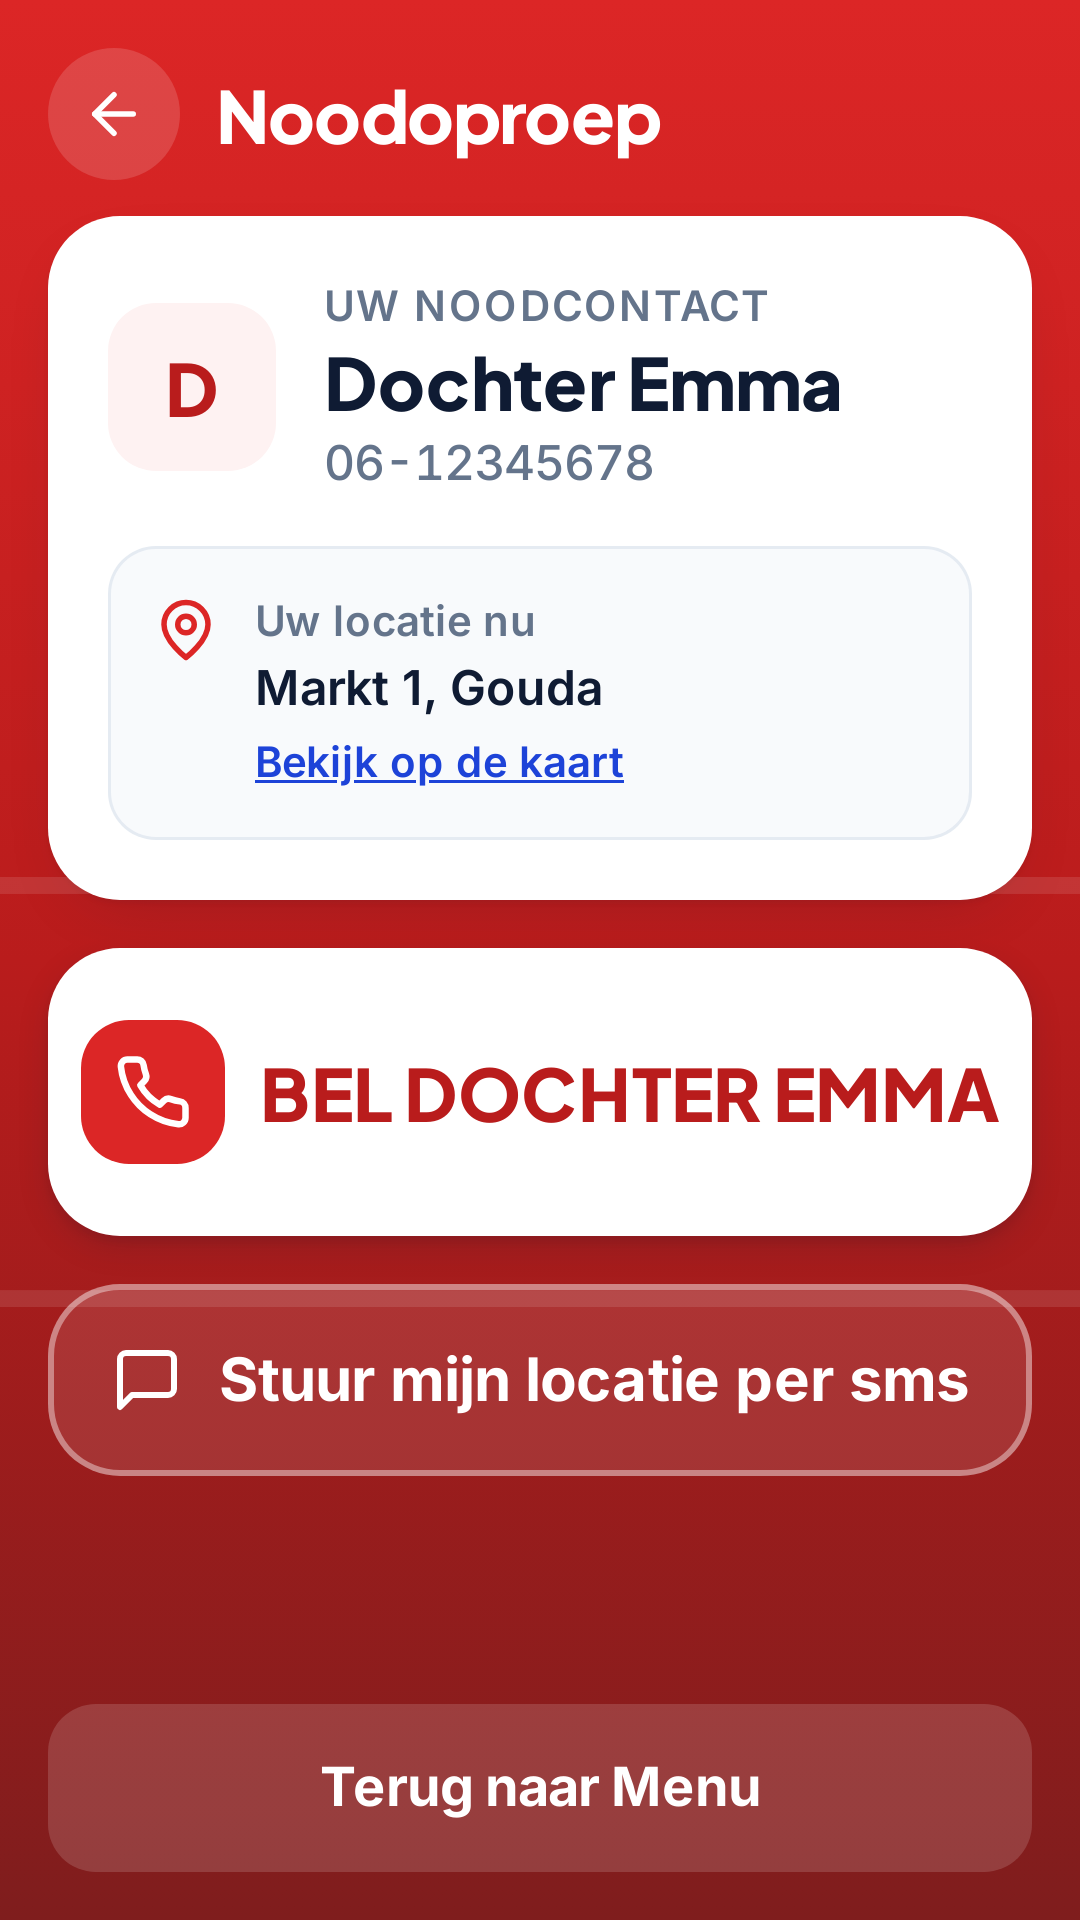 Noodoproep
UW NOODCONTACT
D
Dochter Emma
06-12345678
Uw locatie nu
Markt 1, Gouda
Bekijk op de kaart
BEL DOCHTER EMMA
Stuur mijn locatie per sms
Terug naar Menu